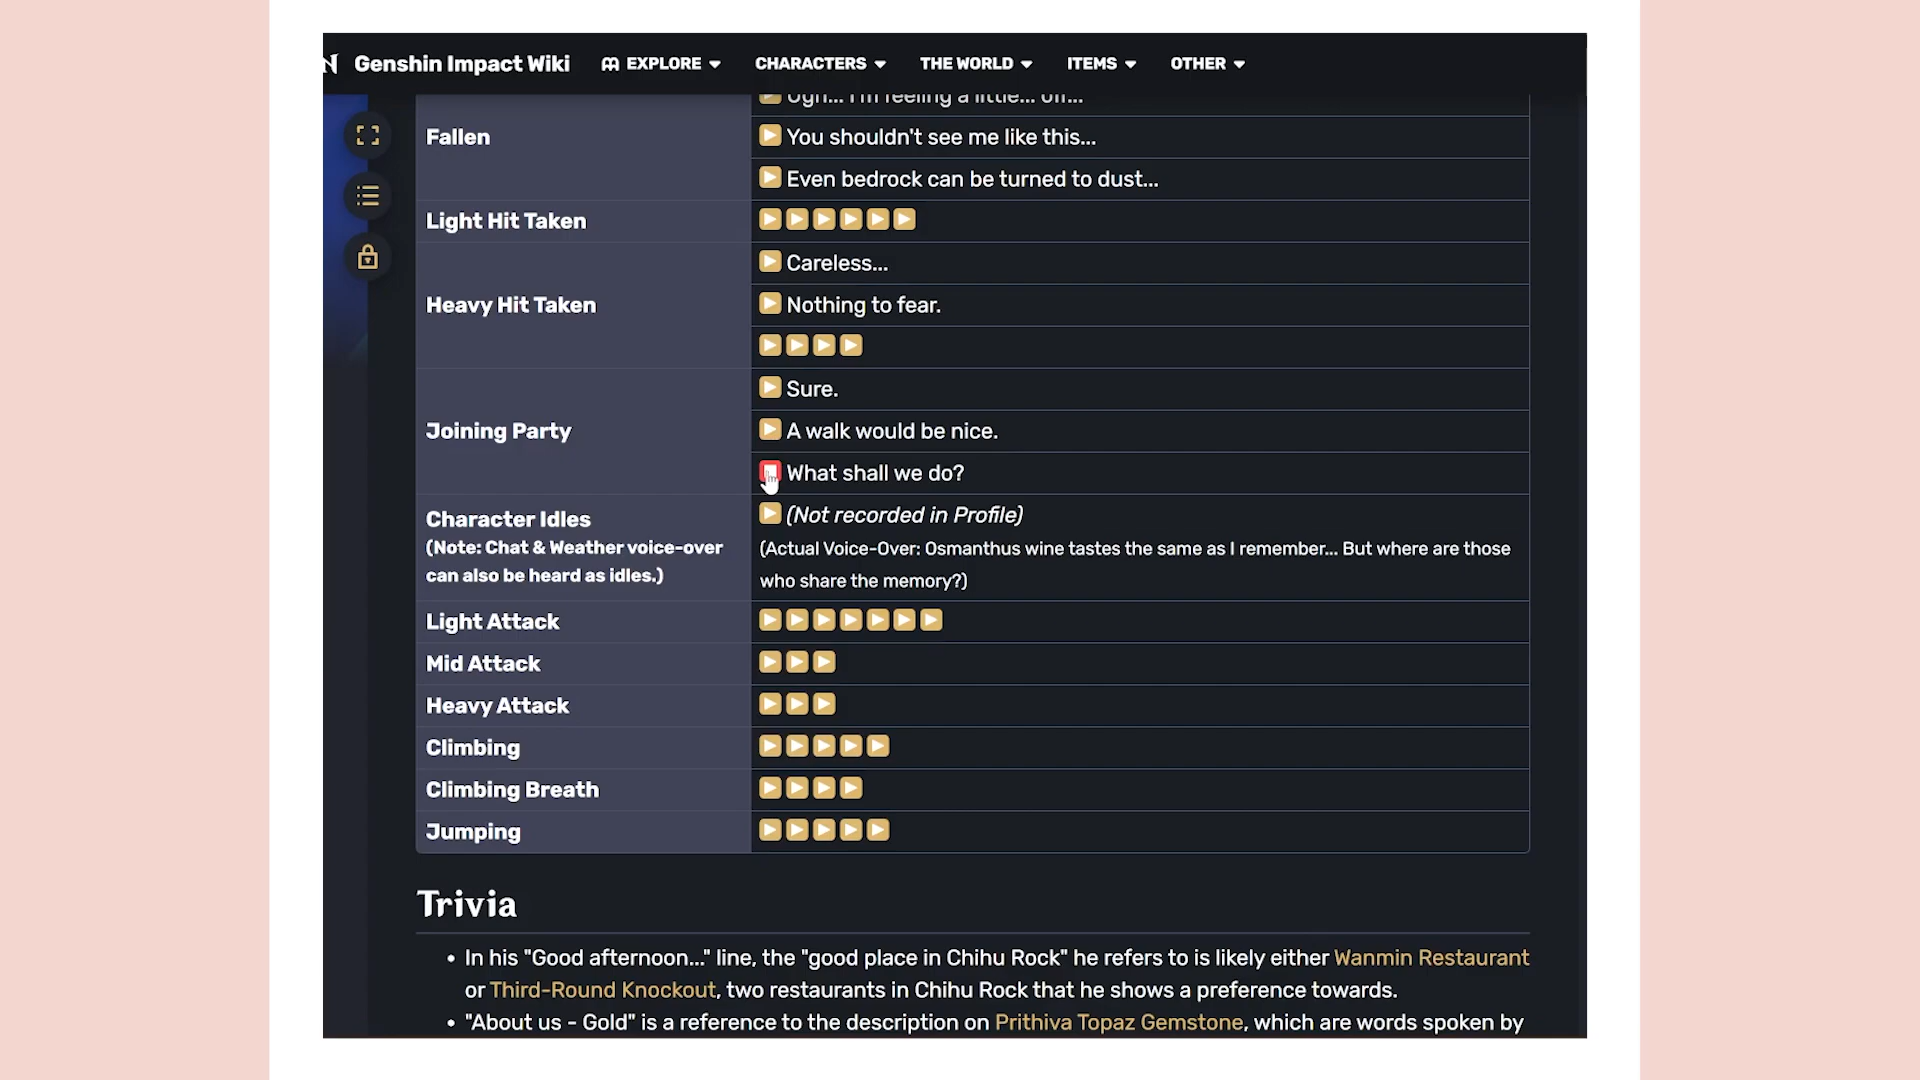 Genshin Impact Wiki EXPLORE CHARACTERS THE WORLD ITEMS OTHER
Ugh... I'm feeling a little... off...
Fallen
You shouldn't see me like this...
Even bedrock can be turned to dust...
Light Hit Taken
Heavy Hit Taken
Careless...
Nothing to fear.
Joining Party
Sure.
A walk would be nice.
What shall we do?
Character Idles
(Note: Chat & Weather voice-over
can also be heard as idles.)
(Not recorded in Profile)
(Actual Voice-Over: Osmanthus wine tastes the same as I remember... But where are those
who share the memory?)
Light Attack
Mid Attack
Heavy Attack
Climbing
Climbing Breath
Jumping
Trivia
• In his "Good afternoon..." line, the "good place in Chihu Rock" he refers to is likely either Wanmin Restaurant
or Third-Round Knockout, two restaurants in Chihu Rock that he shows a preference towards.
• "About us - Gold" is a reference to the description on Prithiva Topaz Gemstone, which are words spoken by